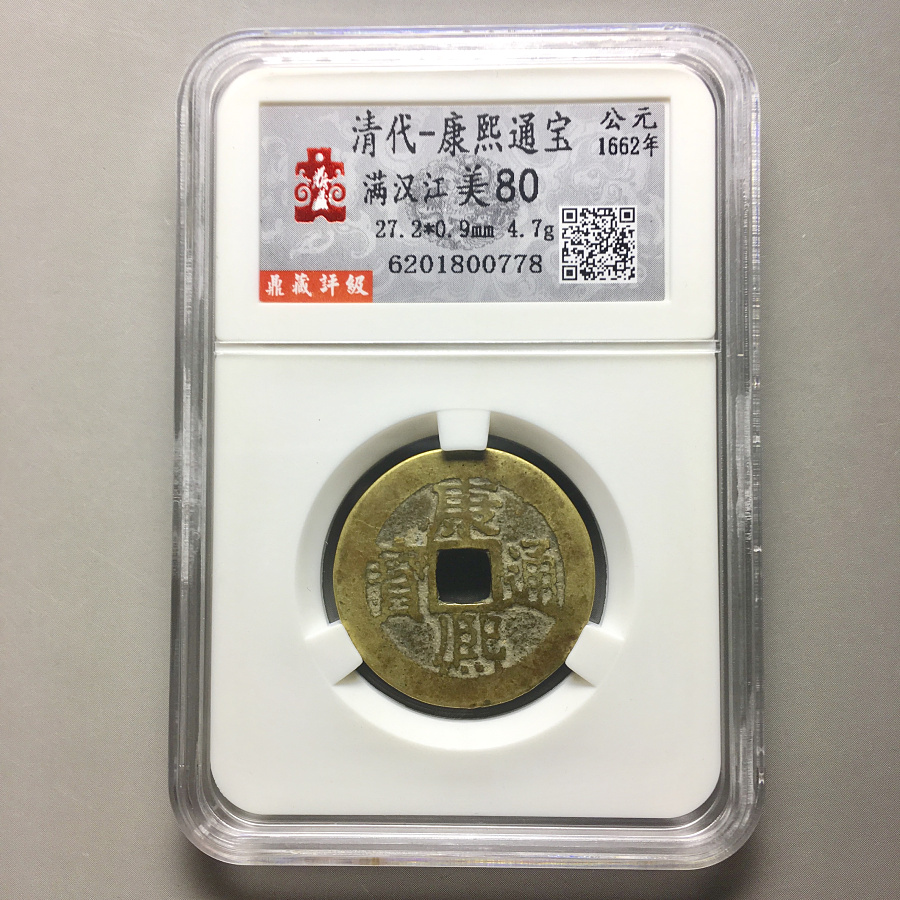 清代-康熙通宝
公元
1662年
满汉江 美80
27.2*0.9mm 4.7g
6201800778
鼎藏評級
康熙通寳